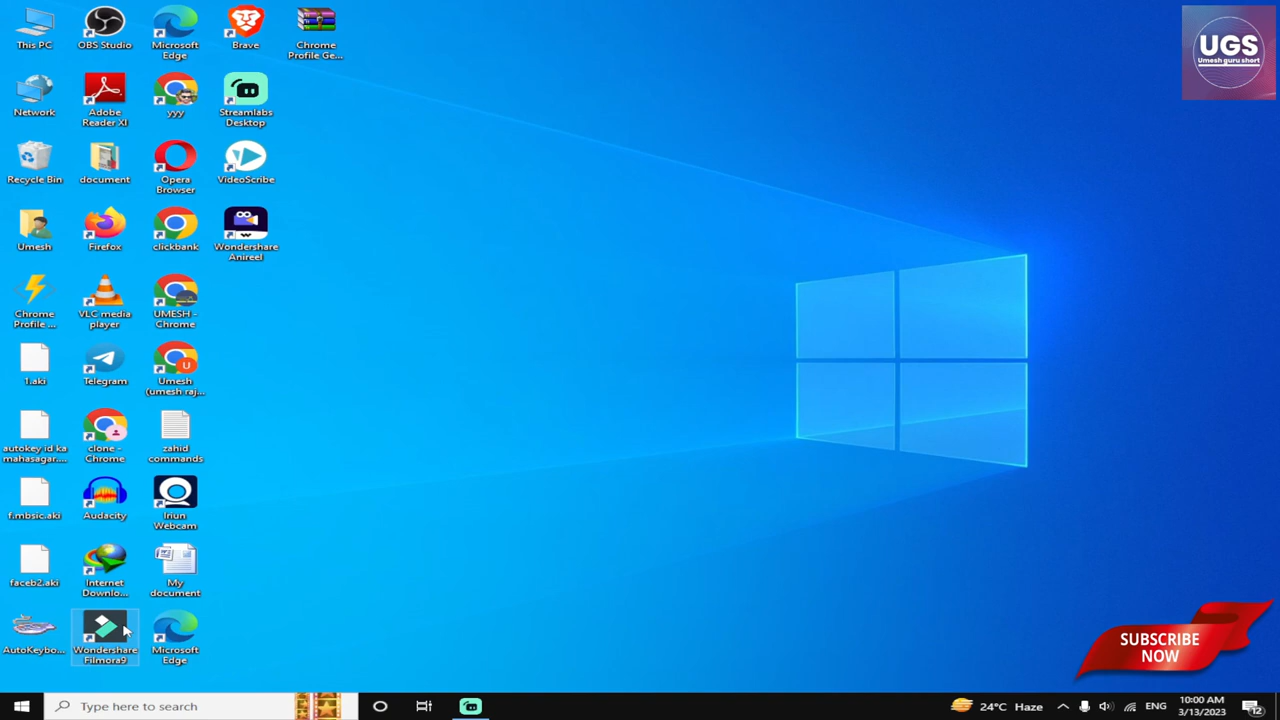 This PC
OBS Studio
Microsoft
Edge
Brave
Chrome
Profile Ge...
Network
Adobe
Reader XI
yyy
Streamlabs
Desktop
Recycle Bin
document
Opera
Browser
VideoScribe
Umesh
Firefox
clickbank
Wondershare
Anireel
Chrome
Profile ...
VLC media
player
UMESH -
Chrome
1.aki
Telegram
Umesh
(umesh raj...
autokey id ka
mahasagar....
clone -
Chrome
zahid
commands
f.mbsic.aki
Audacity
Iriun
Webcam
faceb2.aki
Internet
Downlo...
My
document
AutoKeybo...
Wondershare
Filmora9
Microsoft
Edge
UGS
Umesh guru short
SUBSCRIBE
NOW
Type here to search
24°C Haze
ENG
10:00 AM
3/13/2023
12